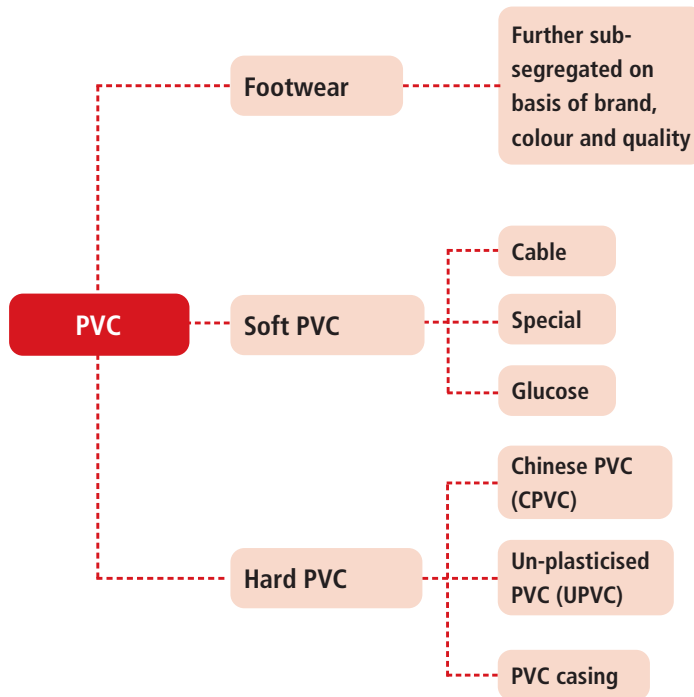 Footwear
Further sub-
segregated on
basis of brand,
colour and quality
PVC
Soft PVC
Cable
Special
Glucose
Hard PVC
Chinese PVC
(CPVC)
Un-plasticised
PVC (UPVC)
PVC casing